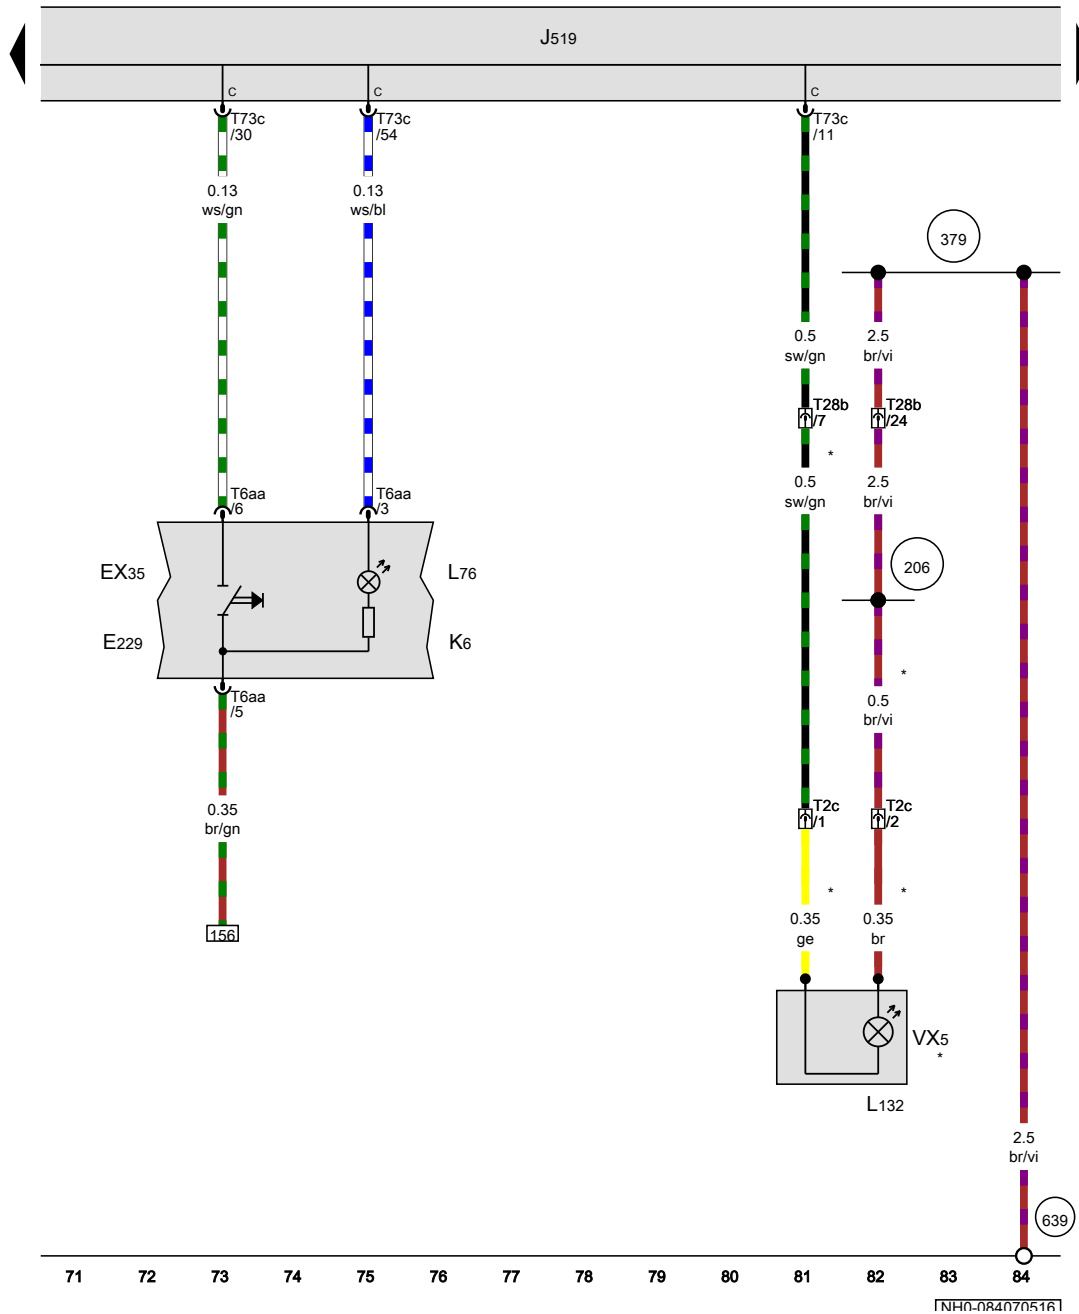 J519
c
c
c
T73c
/30
T73c
/54
T73c
/11
0.13
ws/gn
0.13
ws/bl
379
0.5
sw/gn
2.5
br/vi
T28b
/7
T28b
/24
*
0.5
sw/gn
2.5
br/vi
T6aa
/6
T6aa
/3
EX35
L76
206
E229
K6
*
T6aa
/5
0.5
br/vi
0.35
br/gn
T2c
/1
T2c
/2
*
*
156
0.35
ge
0.35
br
VX5
*
L132
2.5
br/vi
639
71 72 73 74 75 76 77 78 79 80 81 82 83 84
NH0-084070516